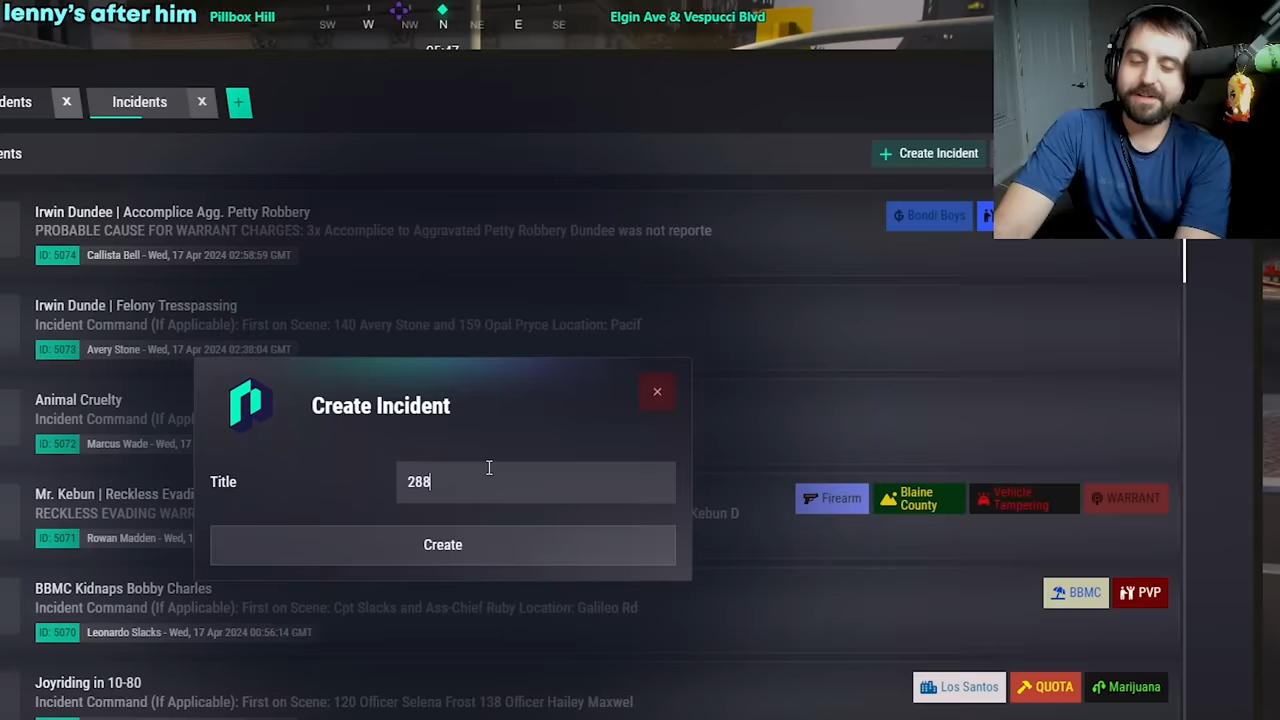 lenny's after him
Pillbox Hill
SW W NW N NE E SE
Elgin Ave & Vespucci Blvd
05:47
dents x Incidents x +
ents
+ Create Incident
Irwin Dundee | Accomplice Agg. Petty Robbery
PROBABLE CAUSE FOR WARRANT CHARGES: 3x Accomplice to Aggravated Petty Robbery Dundee was not reporte
Bondi Boys
ID: 5074 Callista Bell - Wed, 17 Apr 2024 02:58:59 GMT
Irwin Dunde | Felony Tresspassing
Incident Command (If Applicable): First on Scene: 140 Avery Stone and 159 Opal Pryce Location: Pacif
ID: 5073 Avery Stone - Wed, 17 Apr 2024 02:38:04 GMT
Animal Cruelty
Incident Command (If Appl
ID: 5072 Marcus Wade - Wed, 17
Create Incident
×
Title 288
Create
Mr. Kebun | Reckless Evadi
RECKLESS EVADING WARR
Kebun D
Firearm
Blaine
County
Vehicle
Tampering
WARRANT
ID: 5071 Rowan Madden - Wed, 1
BBMC Kidnaps Bobby Charles
Incident Command (If Applicable): First on Scene: Cpt Slacks and Ass-Chief Ruby Location: Galileo Rd
BBMC PVP
ID: 5070 Leonardo Slacks - Wed, 17 Apr 2024 00:56:14 GMT
Joyriding in 10-80
Incident Command (If Applicable): First on Scene: 120 Officer Selena Frost 138 Officer Hailey Maxwel
Los Santos QUOTA Marijuana